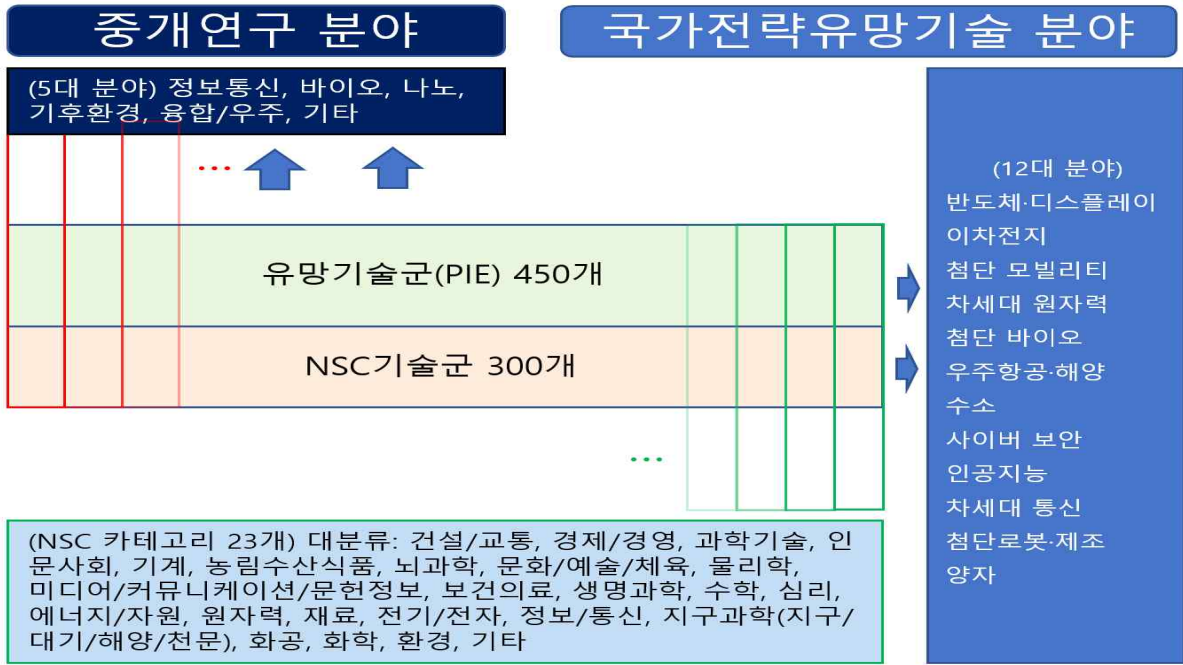 중개연구 분야
국가전략유망기술 분야
(5대 분야) 정보통신, 바이오, 나노,
기후환경, 융합/우주, 기타
...
유망기술군(PIE) 450개
NSC기술군 300개
...
(NSC 카테고리 23개) 대분류: 건설/교통, 경제/경영, 과학기술, 인
문사회, 기계, 농림수산식품, 뇌과학, 문화/예술/체육, 물리학,
미디어/커뮤니케이션/문헌정보, 보건의료, 생명과학, 수학, 심리,
에너지/자원, 원자력, 재료, 전기/전자, 정보/통신, 지구과학(지구/
대기/해양/천문), 화공, 화학, 환경, 기타
(12대 분야)
반도체·디스플레이
이차전지
첨단 모빌리티
차세대 원자력
첨단 바이오
우주항공·해양
수소
사이버 보안
인공지능
차세대 통신
첨단로봇·제조
양자